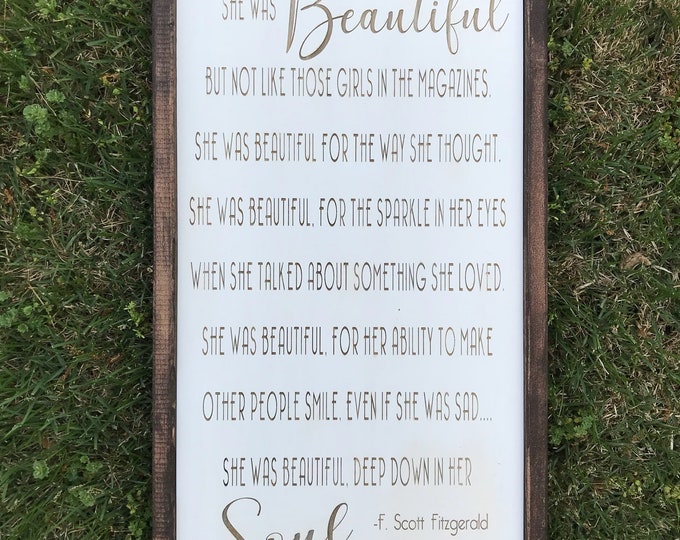 SHE WAS Beautiful
BUT NOT LIKE THOSE GIRLS IN THE MAGAZINES.
SHE WAS BEAUTIFUL FOR THE WAY SHE THOUGHT.
SHE WAS BEAUTIFUL, FOR THE SPARKLE IN HER EYES
WHEN SHE TALKED ABOUT SOMETHING SHE LOVED.
SHE WAS BEAUTIFUL, FOR HER ABILITY TO MAKE
OTHER PEOPLE SMILE, EVEN IF SHE WAS SAD....
SHE WAS BEAUTIFUL, DEEP DOWN IN HER
Soul
-F. Scott Fitzgerald